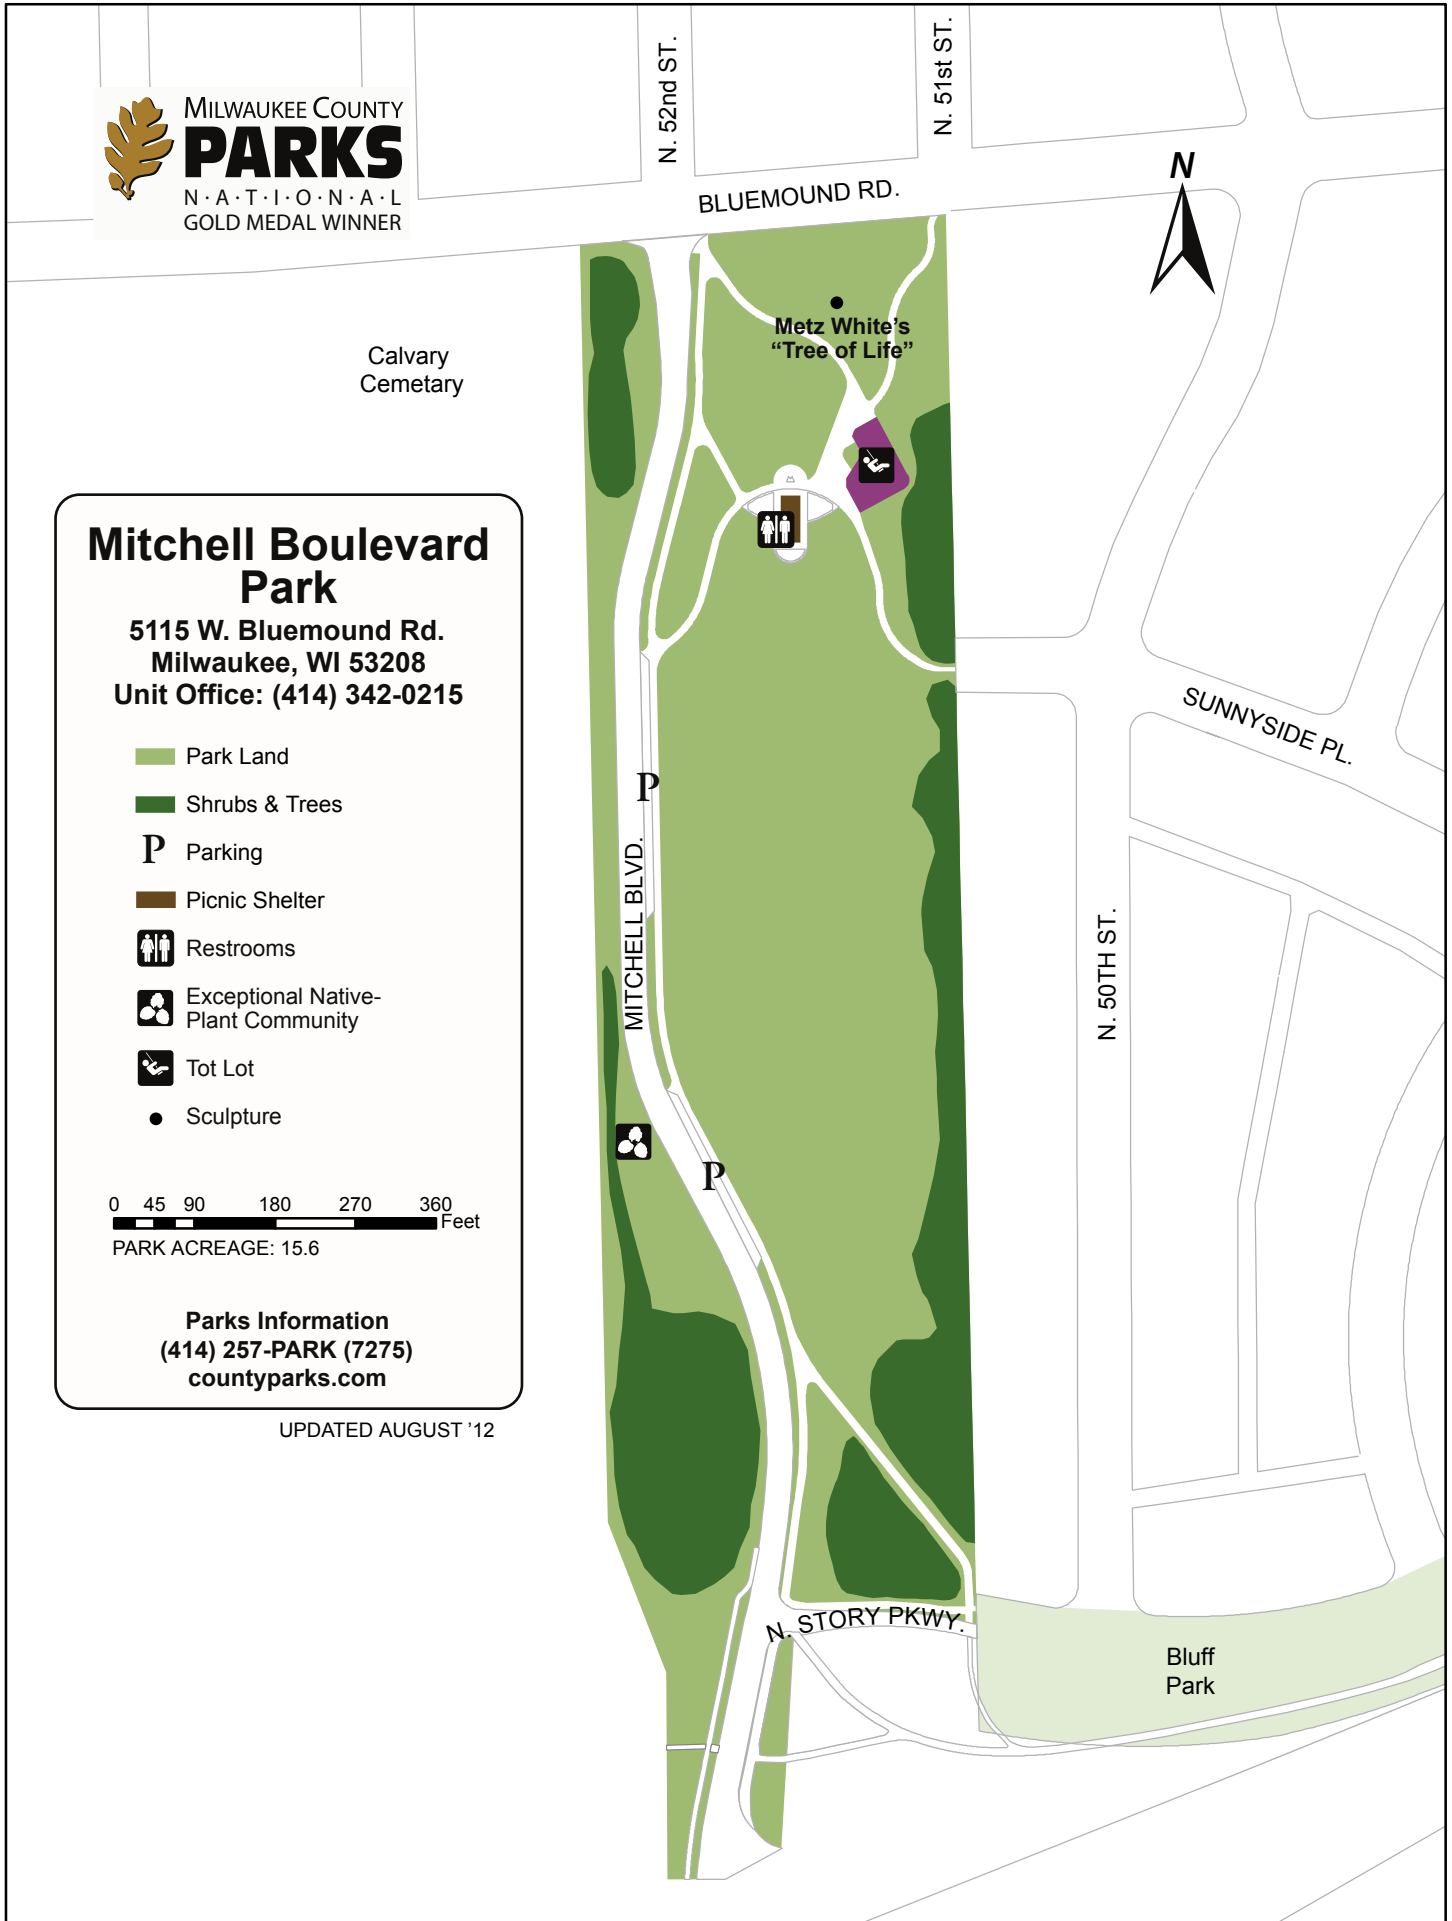 N. 52nd ST.
N. 51st ST.
MILWAUKEE COUNTY
PARKS
N·A·T·I·O·N·A·L
GOLD MEDAL WINNER
BLUEMOUND RD.
N
Metz White's
“Tree of Life”
Calvary
Cemetary
Mitchell Boulevard
Park
5115 W. Bluemound Rd.
Milwaukee, WI 53208
Unit Office: (414) 342-0215
Park Land
Shrubs & Trees
P Parking
Picnic Shelter
Restrooms
Exceptional Native-
Plant Community
Tot Lot
Sculpture
0 45 90 180 270 360
Feet
PARK ACREAGE: 15.6
Parks Information
(414) 257-PARK (7275)
countyparks.com
UPDATED AUGUST ’12
SUNNYSIDE PL.
P
MITCHELL BLVD.
N. 50TH ST.
P
N. STORY PKWY.
Bluff
Park